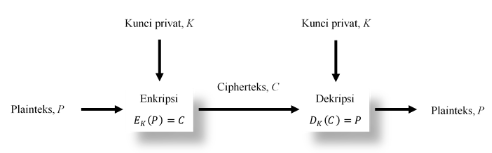 Kunci privat, K
Kunci privat, K
Cipherteks, C
Plainteks, P
Enkripsi
E_K(P) = C
Dekripsi
D_K(C) = P
Plainteks, P